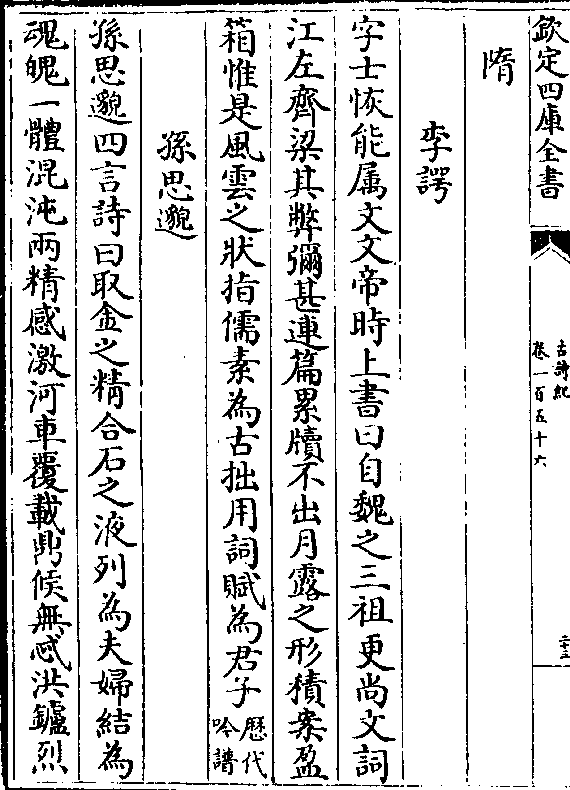 欽定四庫全書
古詩紀
卷一百五十六
二十三
隋
李諤
字士恢能属文文帝時上書曰自魏之三祖更尚文詞
江左齊梁其弊彌甚連篇累牘不出月露之形積案盈
箱惟是風雲之狀指儒素為古拙用詞賦為君子歴代
吟譜
孫思邈
孫思邈四言詩曰取金之精合石之液列為夫婦結為
魂魄一體混沌兩精感激河車覆載鼎候無忒洪鑪烈